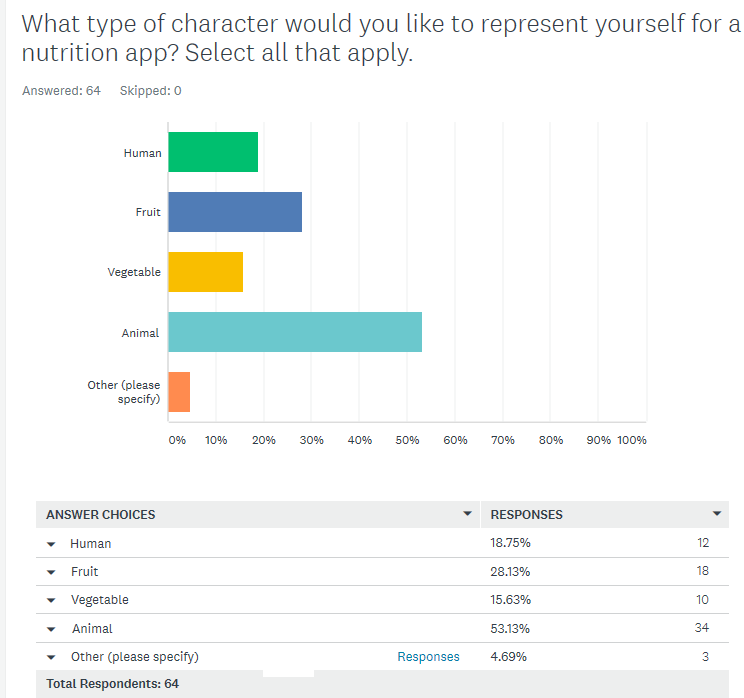 What type of character would you like to represent yourself for a
nutrition app? Select all that apply.
Answered: 64 Skipped: 0
Human
Fruit
Vegetable
Animal
Other (please
specify)
0% 10% 20% 30% 40% 50% 60% 70% 80% 90% 100%
ANSWER CHOICES RESPONSES
Human 18.75% 12
Fruit 28.13% 18
Vegetable 15.63% 10
Animal 53.13% 34
Other (please specify) Responses 4.69% 3
Total Respondents: 64